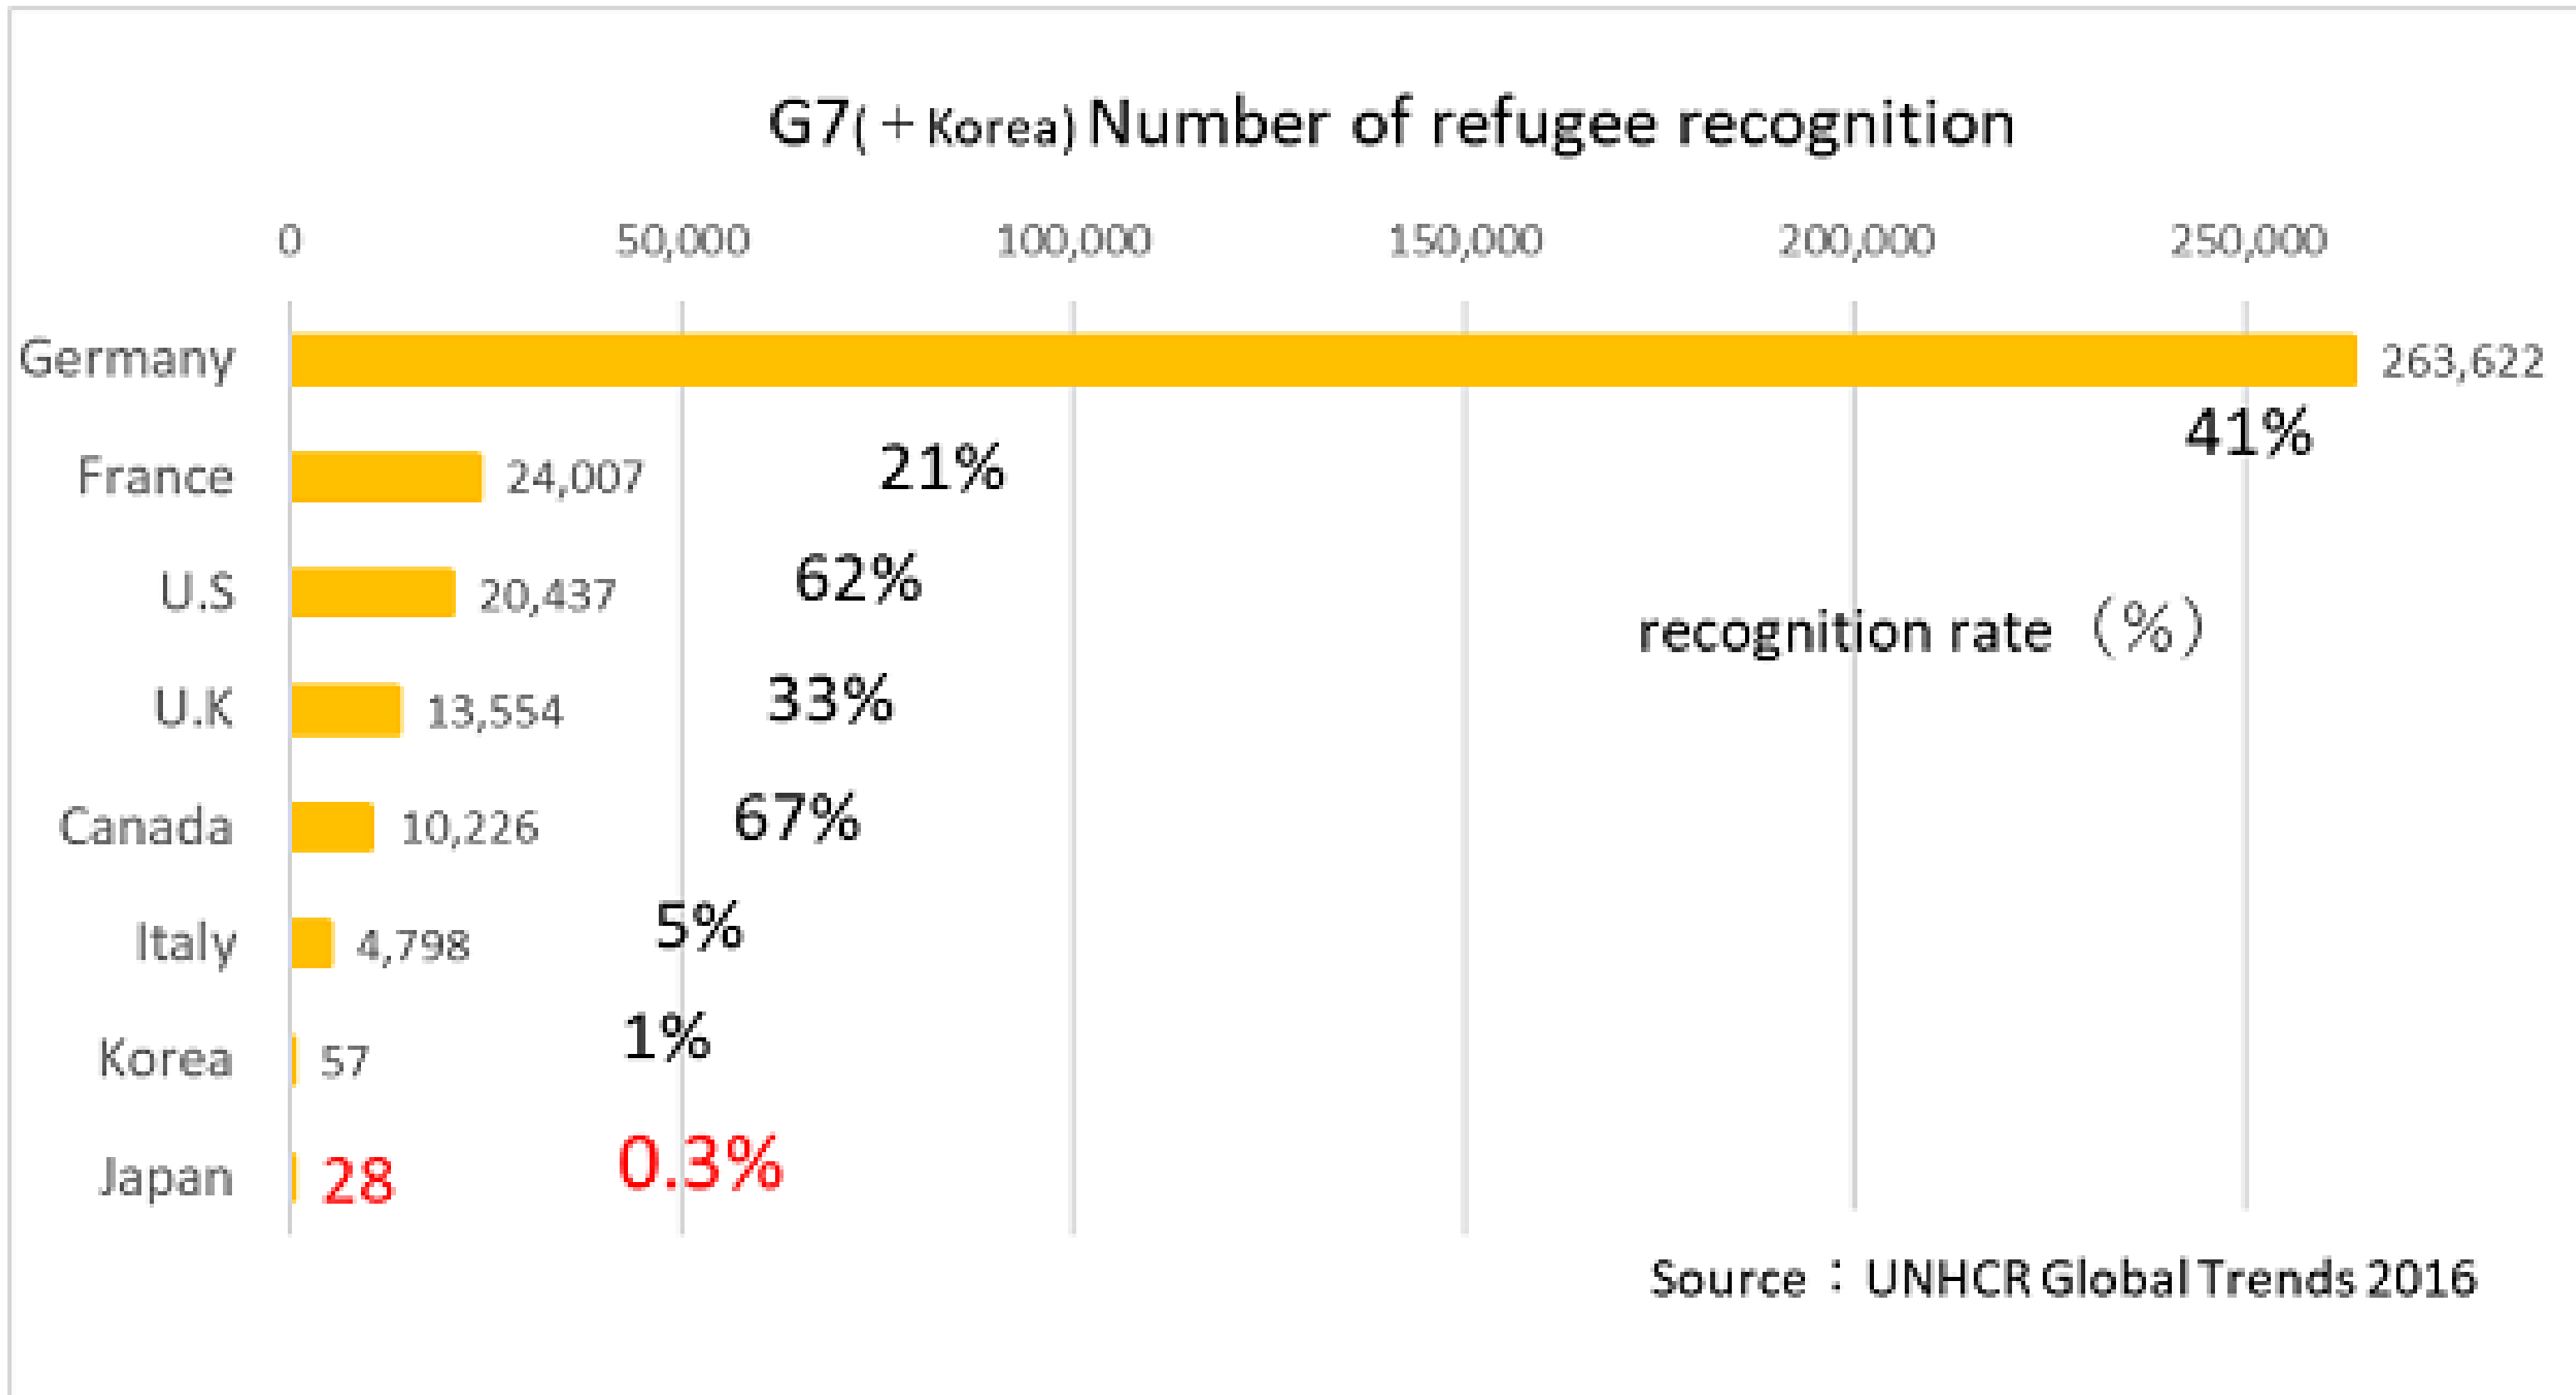 G7(＋Korea) Number of refugee recognition
0 50,000 100,000 150,000 200,000 250,000
Germany 263,622
41%
France 24,007 21%
U.S 20,437 62%
recognition rate（%）
U.K 13,554 33%
Canada 10,226 67%
Italy 4,798 5%
Korea 57 1%
Japan 28 0.3%
Source：UNHCR Global Trends 2016